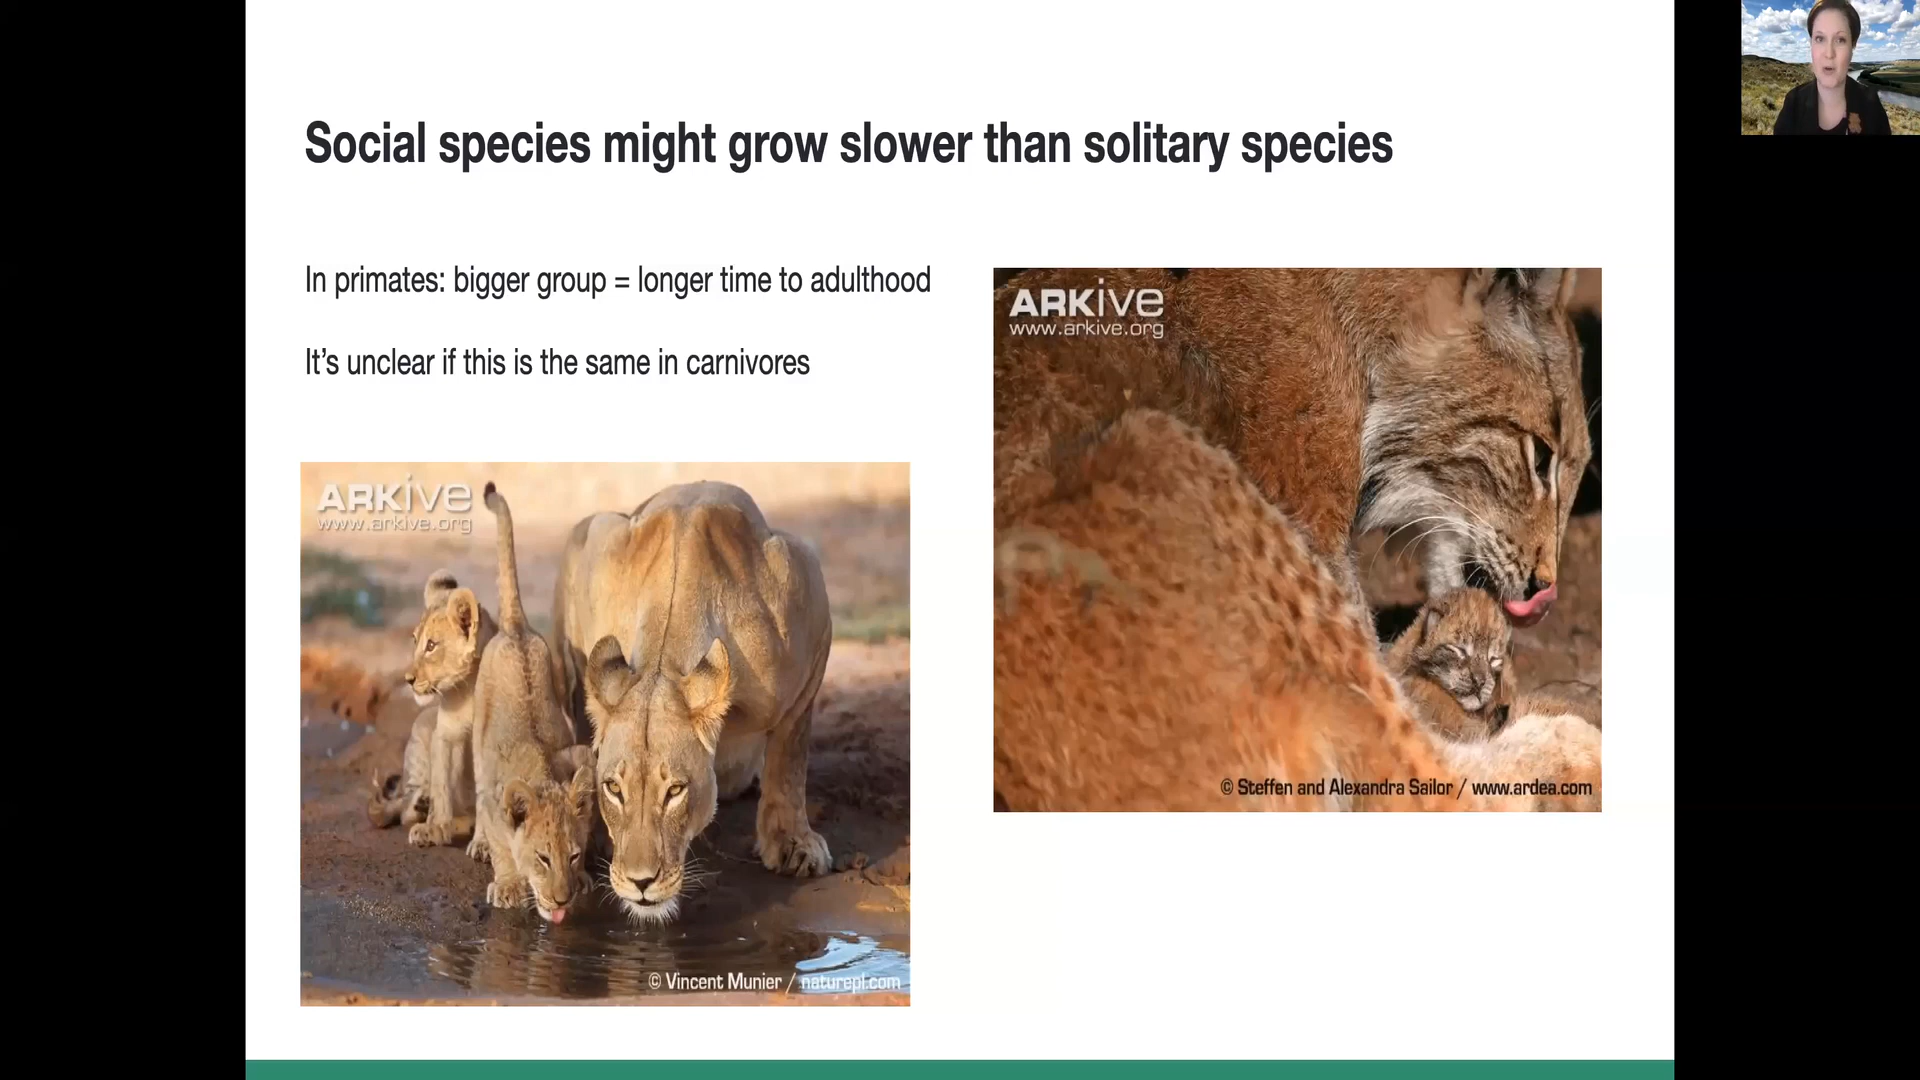 Social species might grow slower than solitary species
In primates: bigger group = longer time to adulthood
It's unclear if this is the same in carnivores
ARKive
www.arkive.org
© Vincent Munier / naturepl.com
ARKive
www.arkive.org
© Steffen and Alexandra Sailor / www.ardea.com